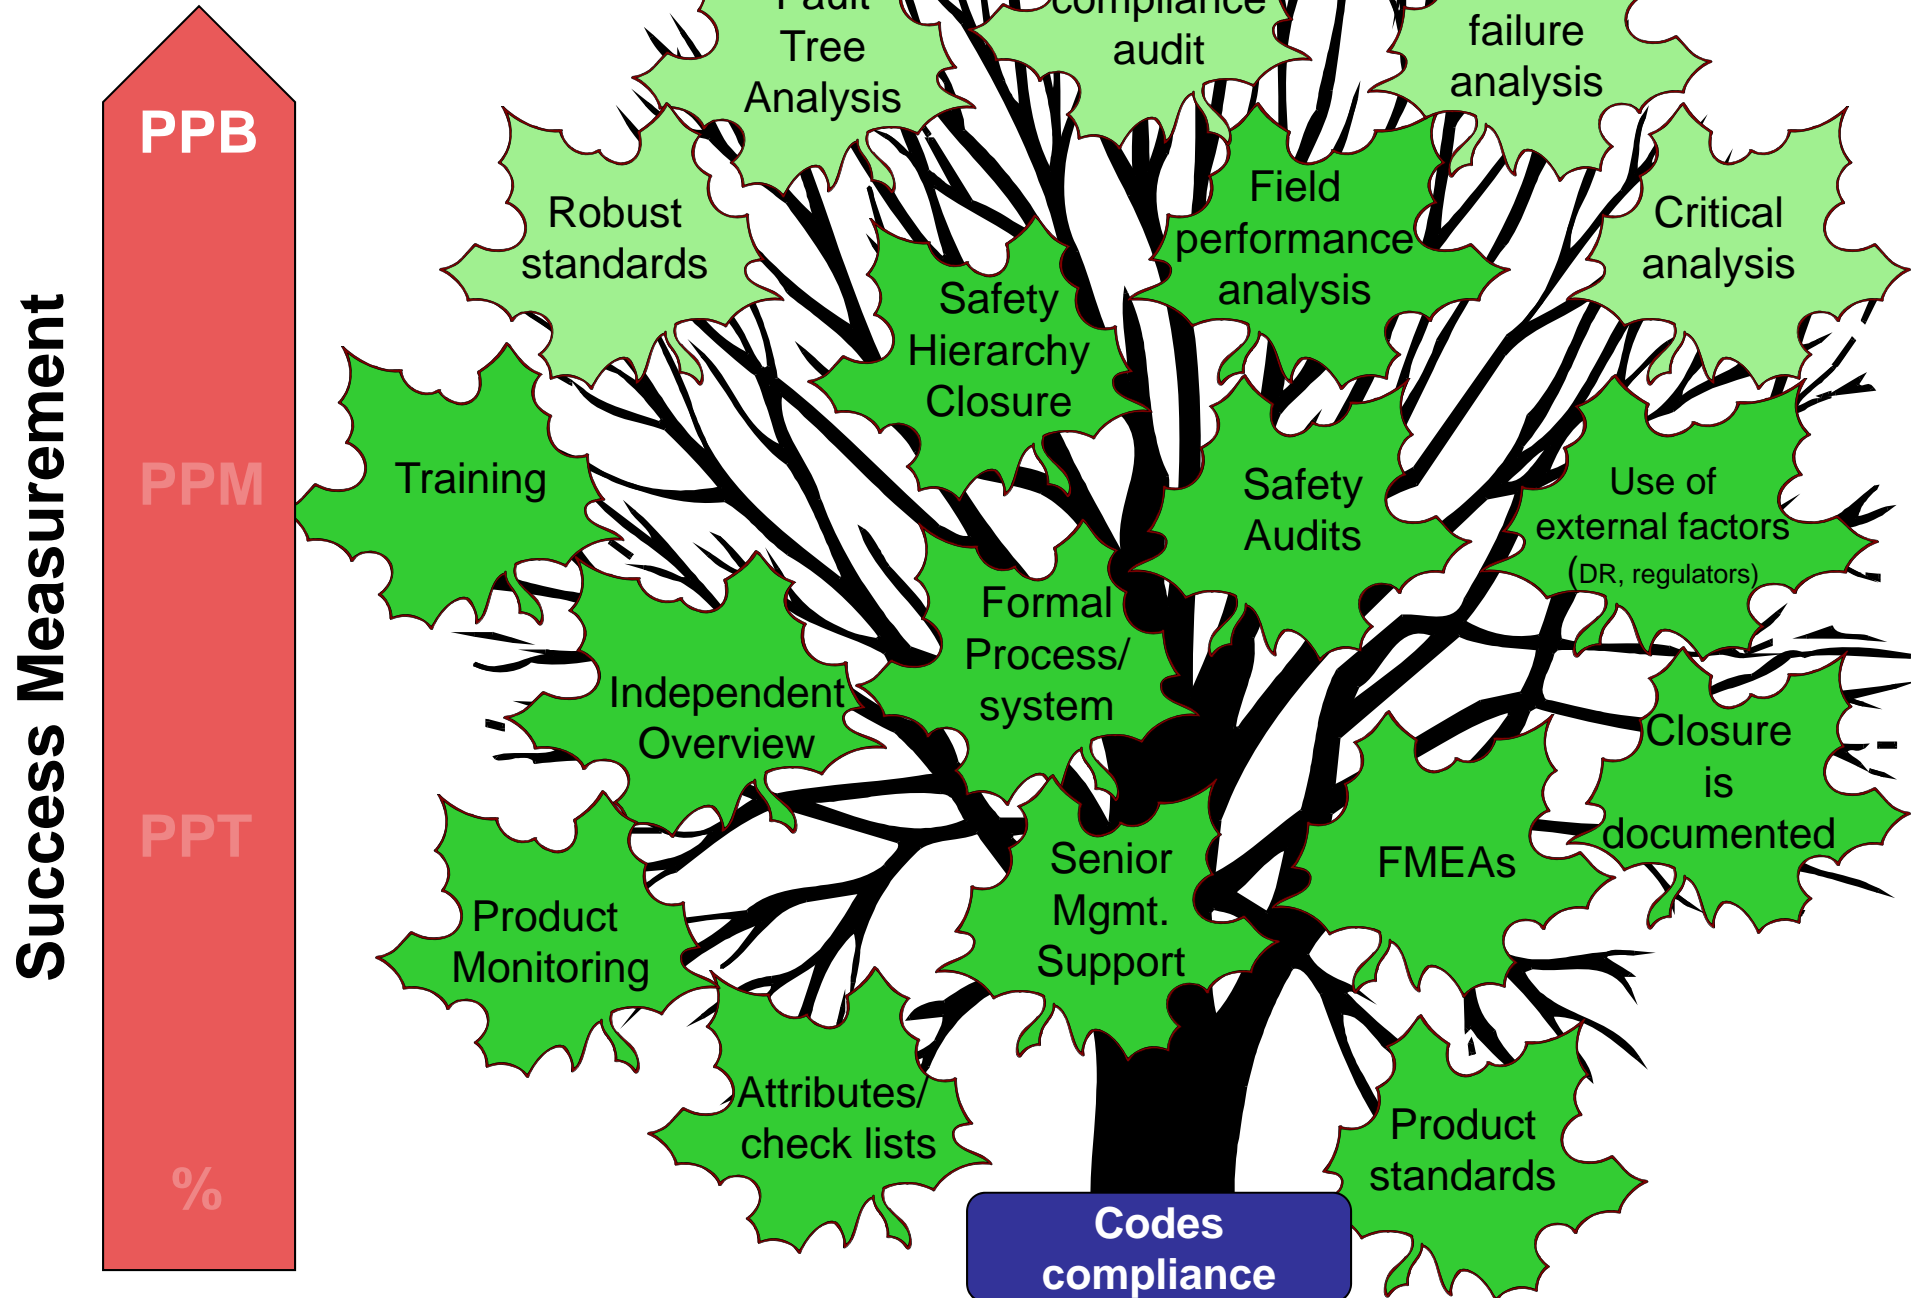 Success Measurement
PPB
PPM
PPT
%
Fault
Tree
Analysis
compliance
audit
failure
analysis
Robust
standards
Field
performance
analysis
Critical
analysis
Safety
Hierarchy
Closure
Training
Safety
Audits
Use of
external factors
(DR, regulators)
Formal
Process/
system
Independent
Overview
Closure
is
documented
Senior
Mgmt.
Support
FMEAs
Product
Monitoring
Attributes/
check lists
Product
standards
Codes
compliance